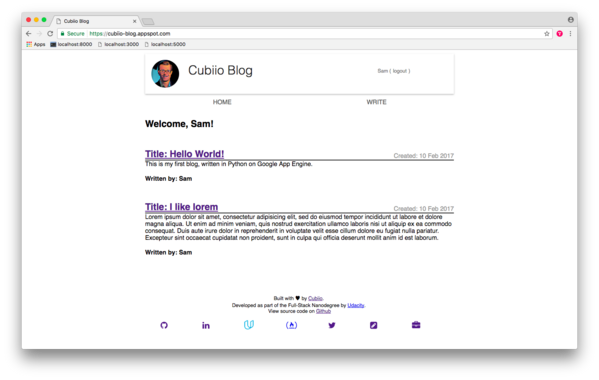 Cubiio Blog
Secure https://cubiio-blog.appspot.com
Apps localhost:8000 localhost:3000 localhost:5000
Cubiio Blog
Sam ( logout )
HOME WRITE
Welcome, Sam!
Title: Hello World! Created: 10 Feb 2017
This is my first blog, written in Python on Google App Engine.
Written by: Sam
Title: I like lorem Created: 10 Feb 2017
Lorem ipsum dolor sit amet, consectetur adipisicing elit, sed do eiusmod tempor incididunt ut labore et dolore
magna aliqua. Ut enim ad minim veniam, quis nostrud exercitation ullamco laboris nisi ut aliquip ex ea commodo
consequat. Duis aute irure dolor in reprehenderit in voluptate velit esse cillum dolore eu fugiat nulla pariatur.
Excepteur sint occaecat cupidatat non proident, sunt in culpa qui officia deserunt mollit anim id est laborum.
Written by: Sam
Built with ♥ by Cubiio.
Developed as part of the Full-Stack Nanodegree by Udacity.
View source code on Github